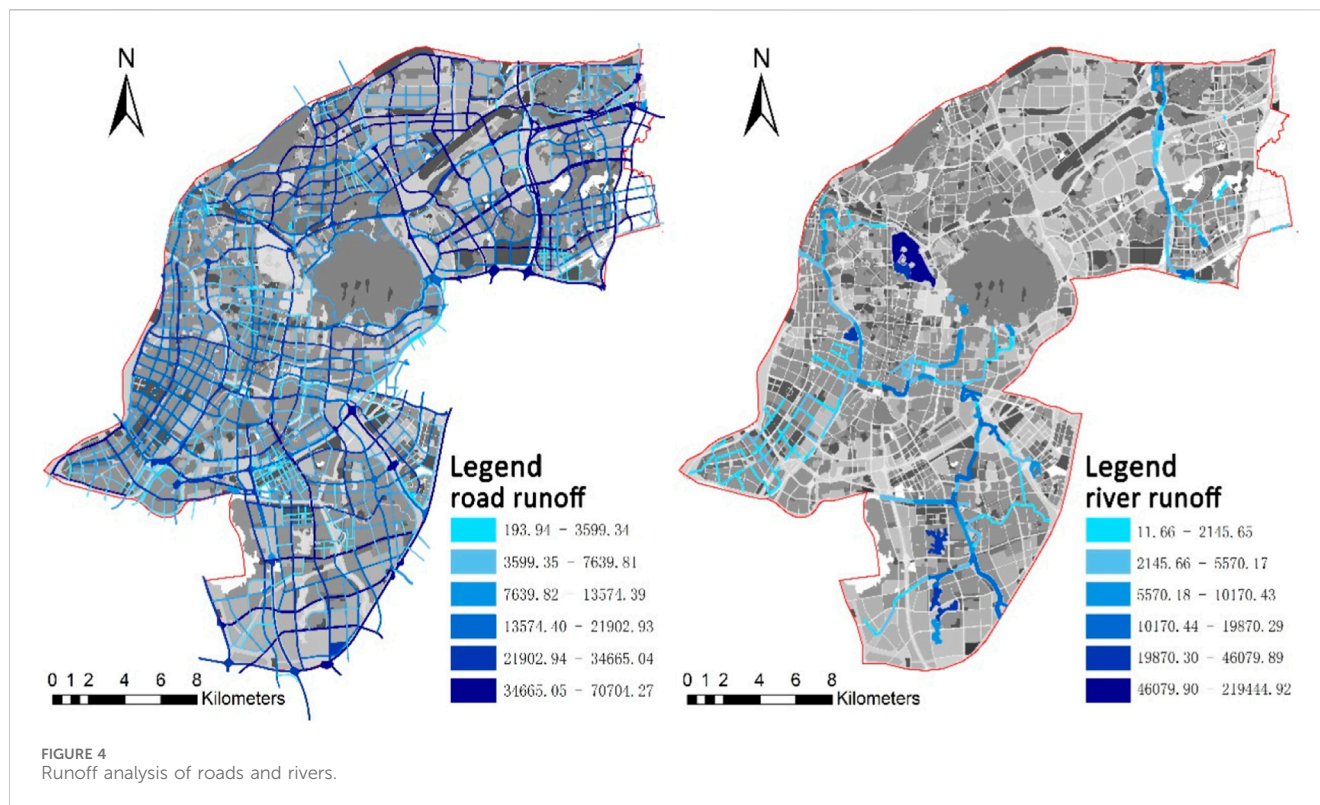 N
N
Legend
road runoff
193.94 - 3599.34
3599.35 - 7639.81
7639.82 - 13574.39
13574.40 - 21902.93
21902.94 - 34665.04
34665.05 - 70704.27
0 1 2 4 6 8
Kilometers
Legend
river runoff
11.66 - 2145.65
2145.66 - 5570.17
5570.18 - 10170.43
10170.44 - 19870.29
19870.30 - 46079.89
46079.90 - 219444.92
0 1 2 4 6 8
Kilometers
FIGURE 4
Runoff analysis of roads and rivers.